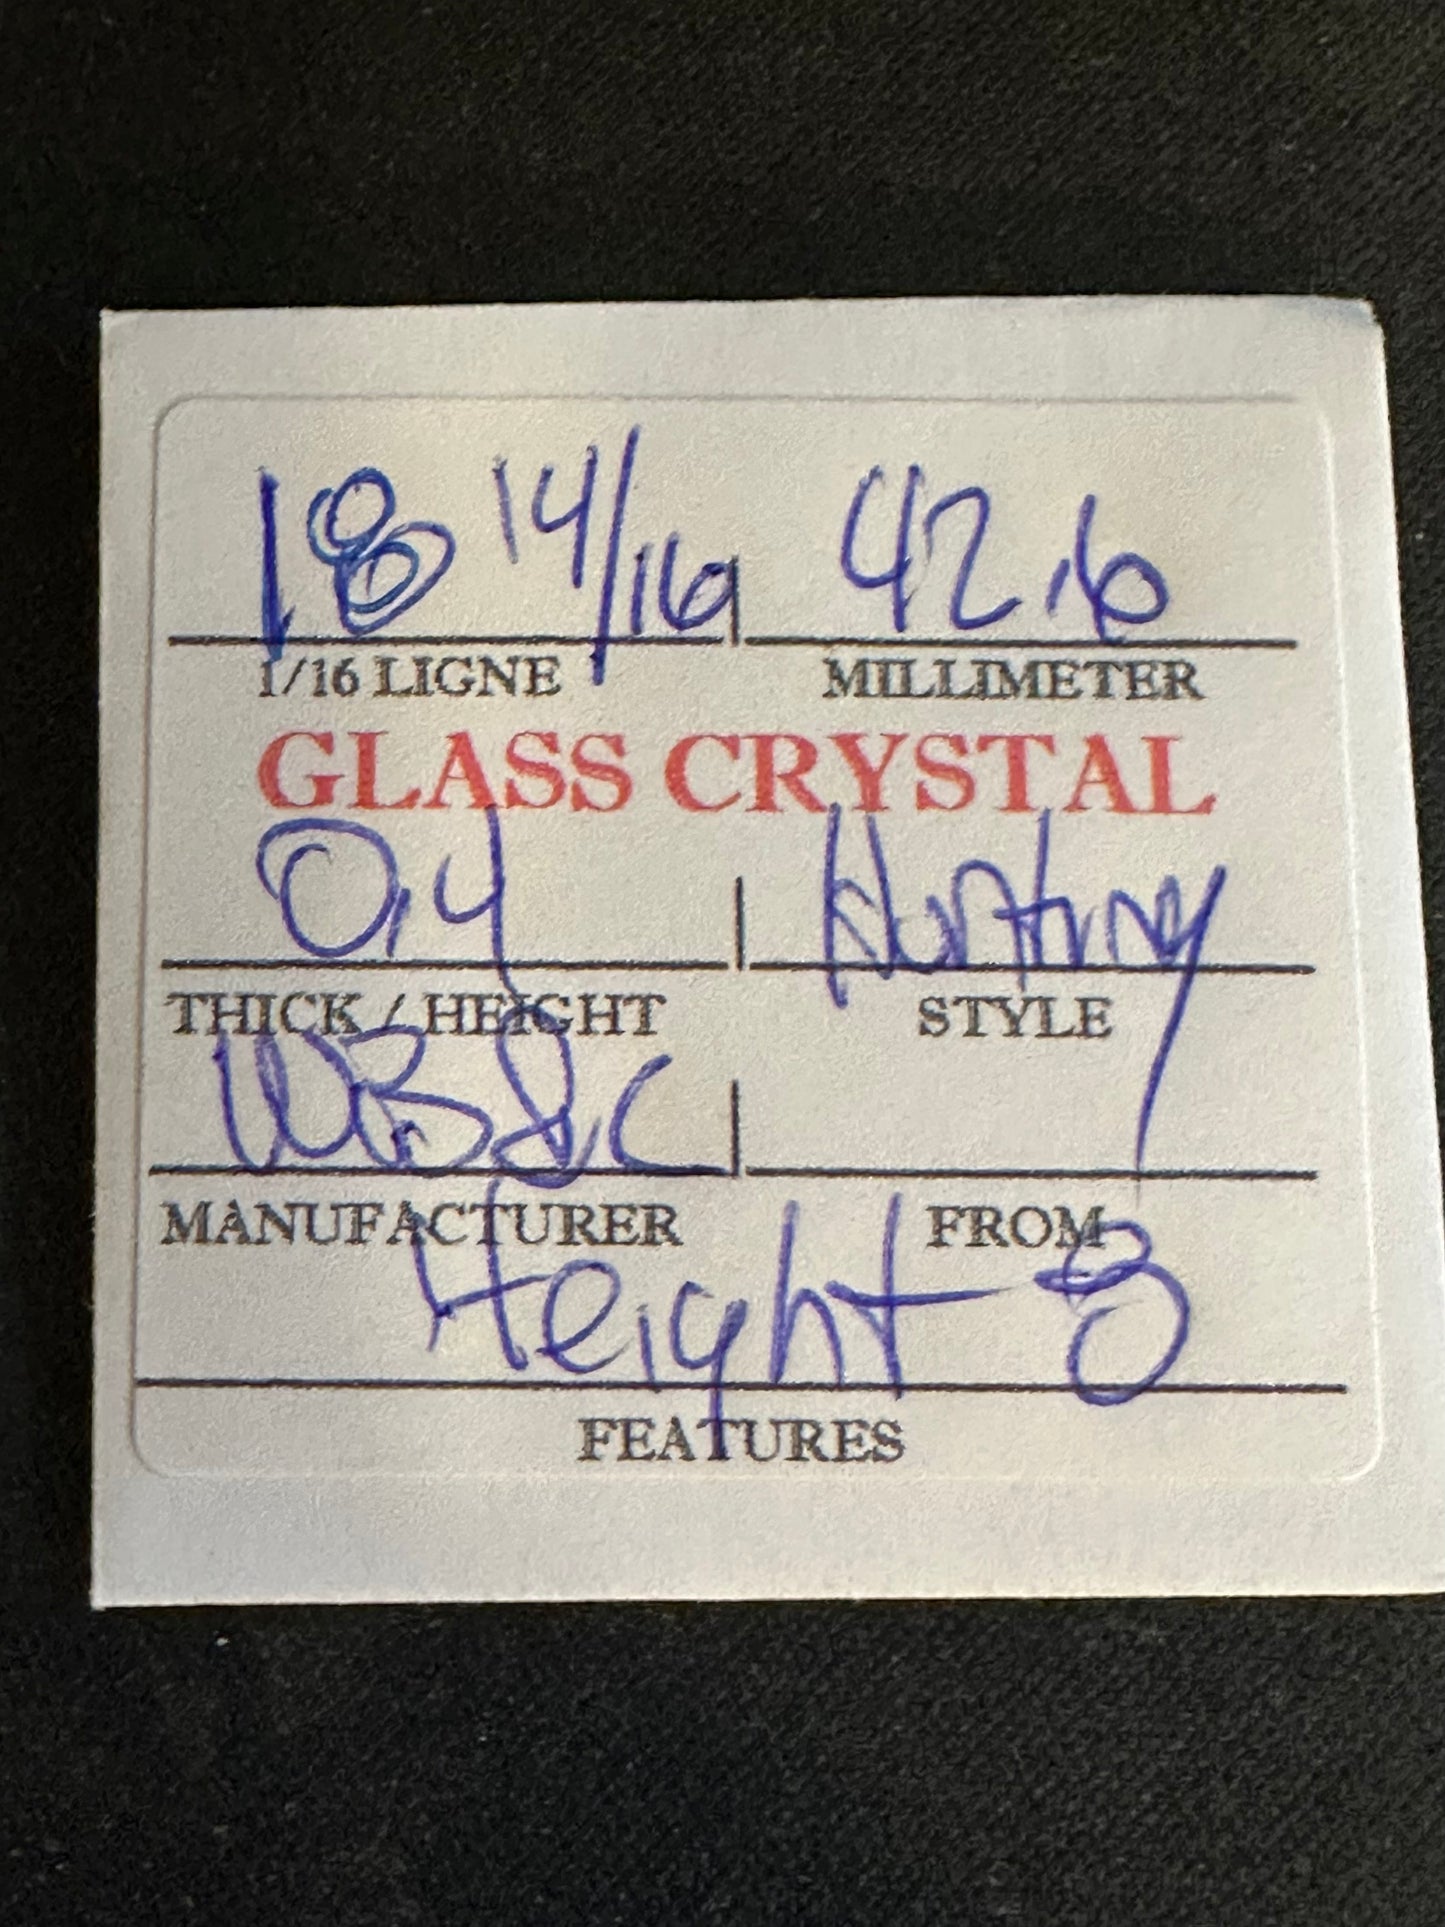 18 14/16 42.6
1/16 LIGNE MILLIMETER
GLASS CRYSTAL
0.4 Hunting
THICK / HEIGHT STYLE
WB&C
MANUFACTURER FROM
Height - 8
FEATURES